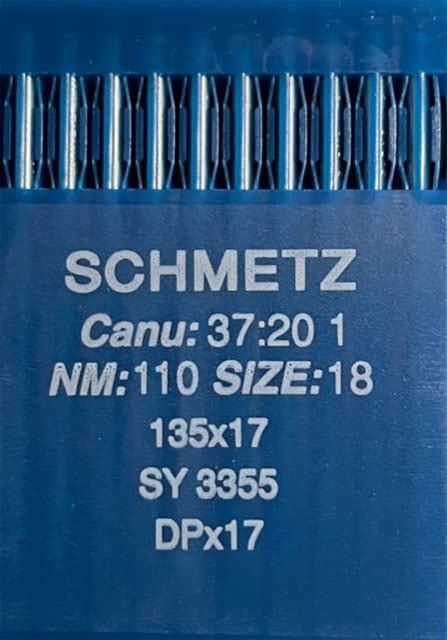 SCHMETZ
Canu: 37:20 1
NM:110 SIZE:18
135x17
SY 3355
DPx17